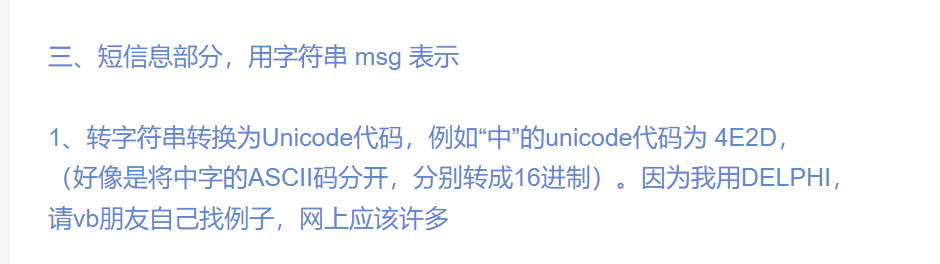 三、短信息部分，用字符串 msg 表示
1、转字符串转换为Unicode代码，例如“中”的unicode代码为 4E2D，
（好像是将中字的ASCII码分开，分别转成16进制）。因为我用DELPHI，
请vb朋友自己找例子，网上应该许多